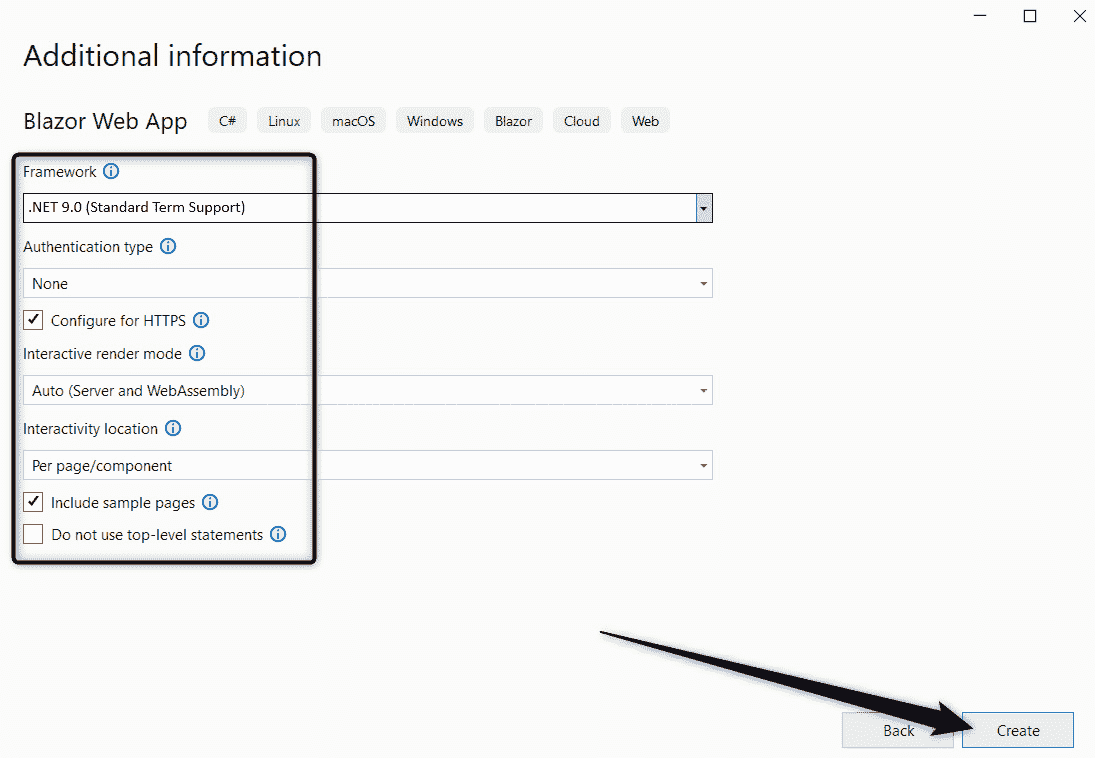 Additional information
Blazor Web App C# Linux macOS Windows Blazor Cloud Web
Framework
.NET 9.0 (Standard Term Support)
Authentication type
None
Configure for HTTPS
Interactive render mode
Auto (Server and WebAssembly)
Interactivity location
Per page/component
Include sample pages
Do not use top-level statements
Back Create